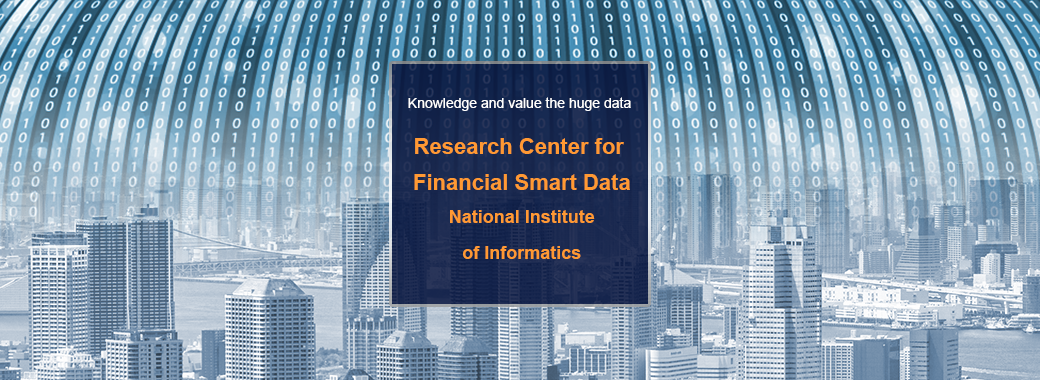 Knowledge and value the huge data
Research Center for
Financial Smart Data
National Institute
of Informatics